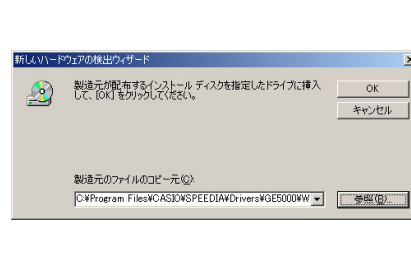 新しいハードウェアの検出ウィザード
製造元が配布するインストール ディスクを指定したドライブに挿入
して、[OK] をクリックしてください。
OK
キャンセル
製造元のファイルのコピー元(C):
C:¥Program Files¥CASIO¥SPEEDIA¥Drivers¥GE5000¥W
参照(B)...